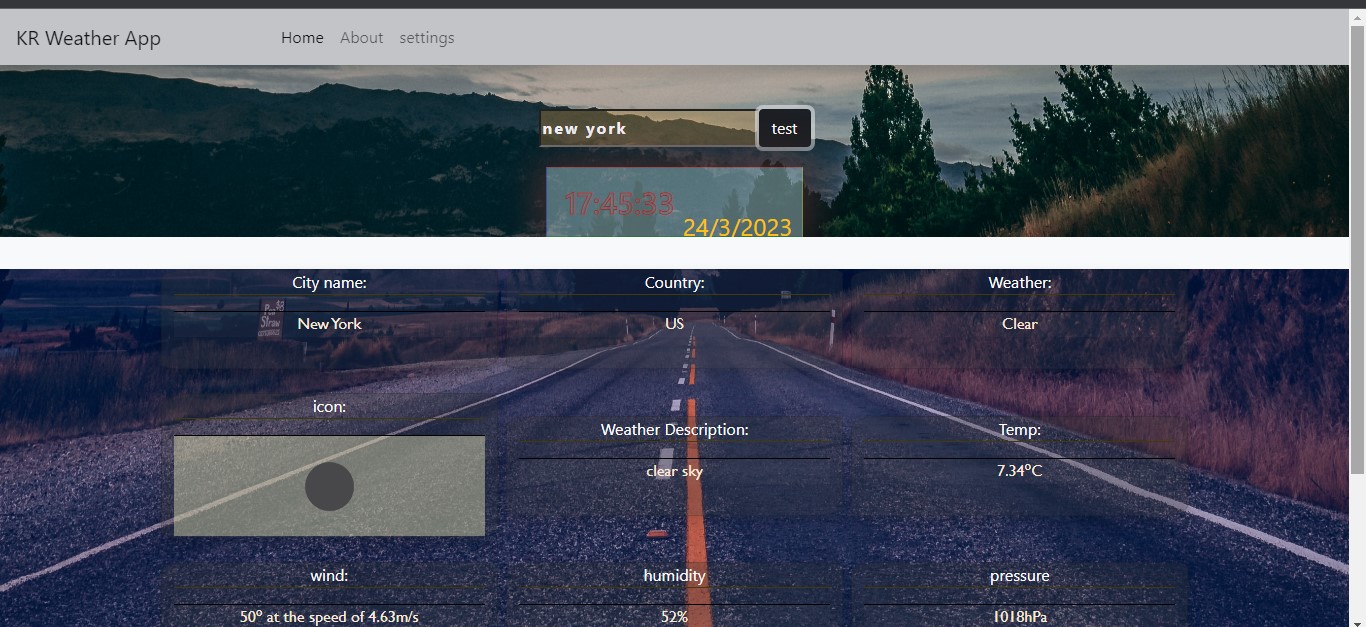 KR Weather App Home About settings
new york test
17:45:33
24/3/2023
City name: Country: Weather:
New York US Clear
icon:
Weather Description: Temp:
clear sky 7.34°C
wind: humidity pressure
50° at the speed of 4.63m/s 52% 1018hPa